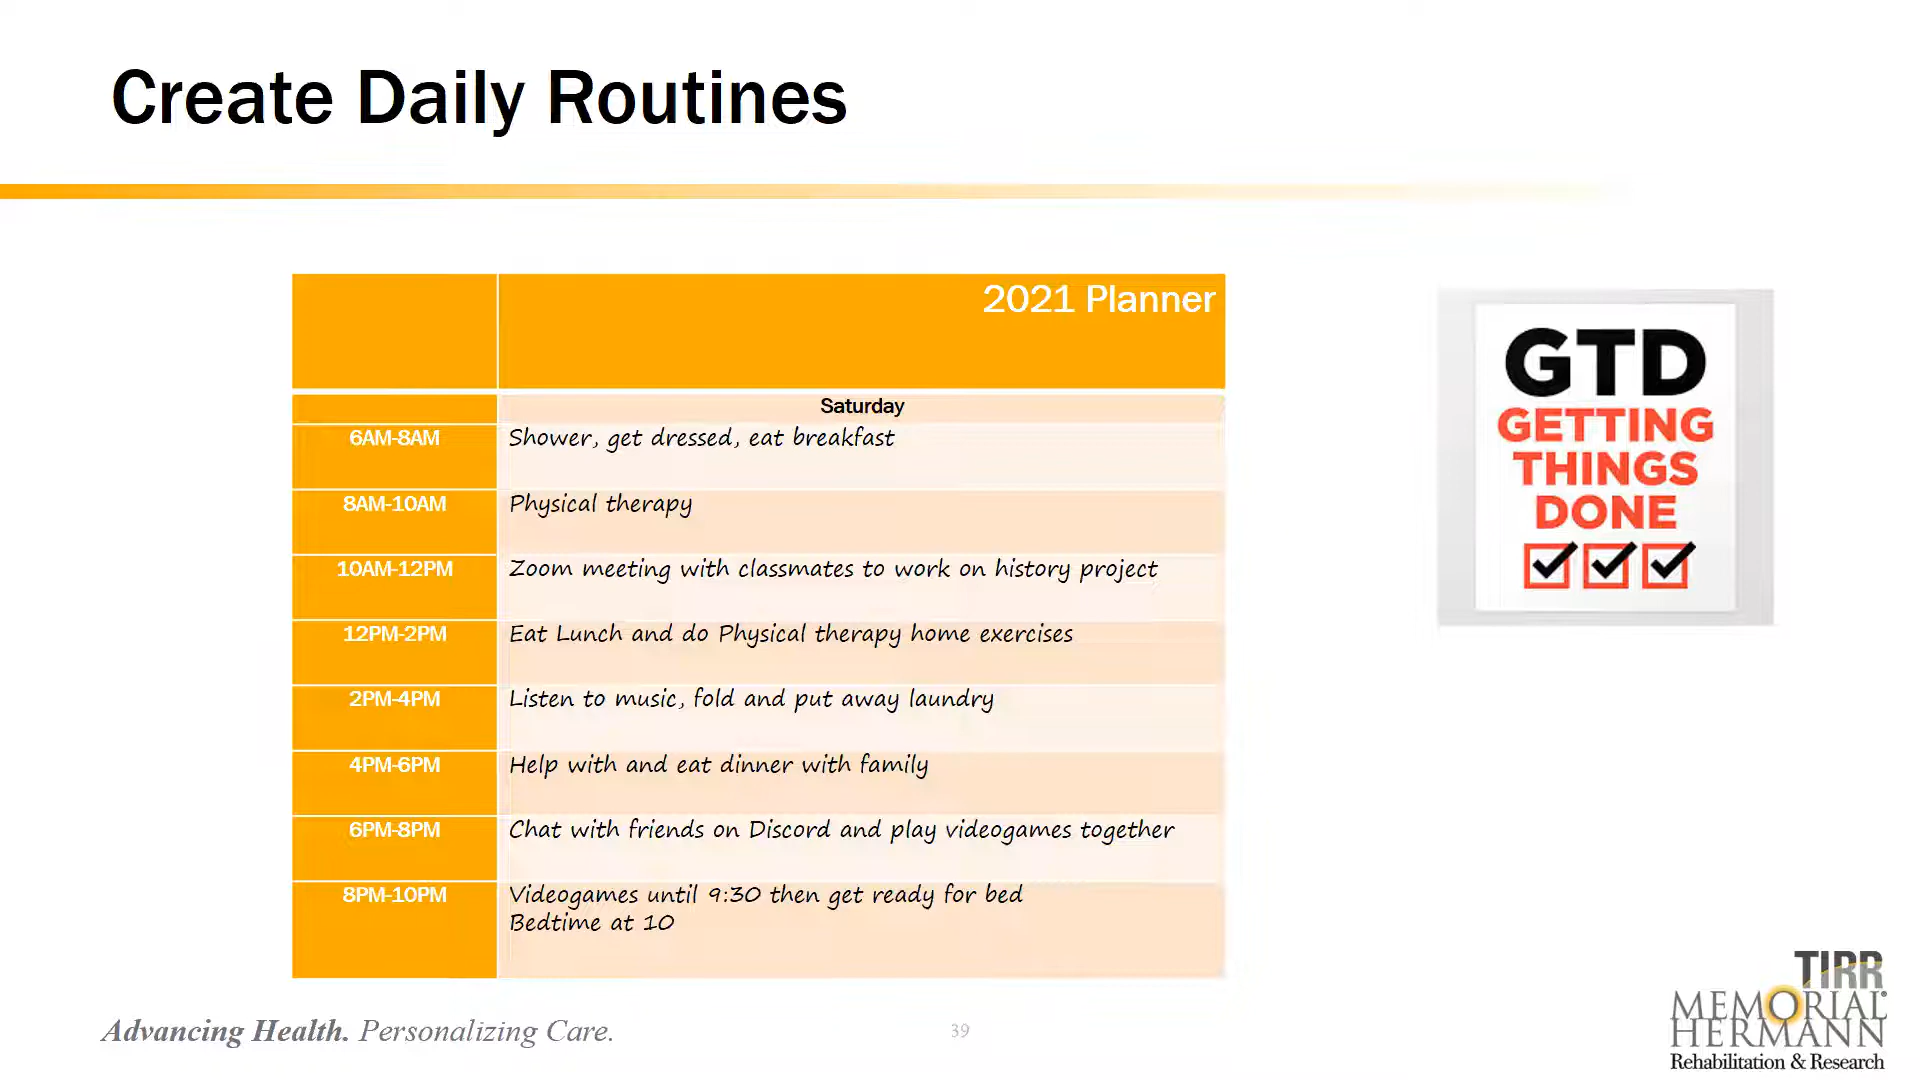 Create Daily Routines
2021 Planner
Saturday
6AM-8AM Shower, get dressed, eat breakfast
8AM-10AM Physical therapy
10AM-12PM Zoom meeting with classmates to work on history project
12PM-2PM Eat Lunch and do Physical therapy home exercises
2PM-4PM Listen to music, fold and put away laundry
4PM-6PM Help with and eat dinner with family
6PM-8PM Chat with friends on Discord and play videogames together
8PM-10PM Videogames until 9:30 then get ready for bed
Bedtime at 10
GTD
GETTING
THINGS
DONE
Advancing Health. Personalizing Care.
39
TIRR
MEMORIAL®
HERMANN
Rehabilitation & Research